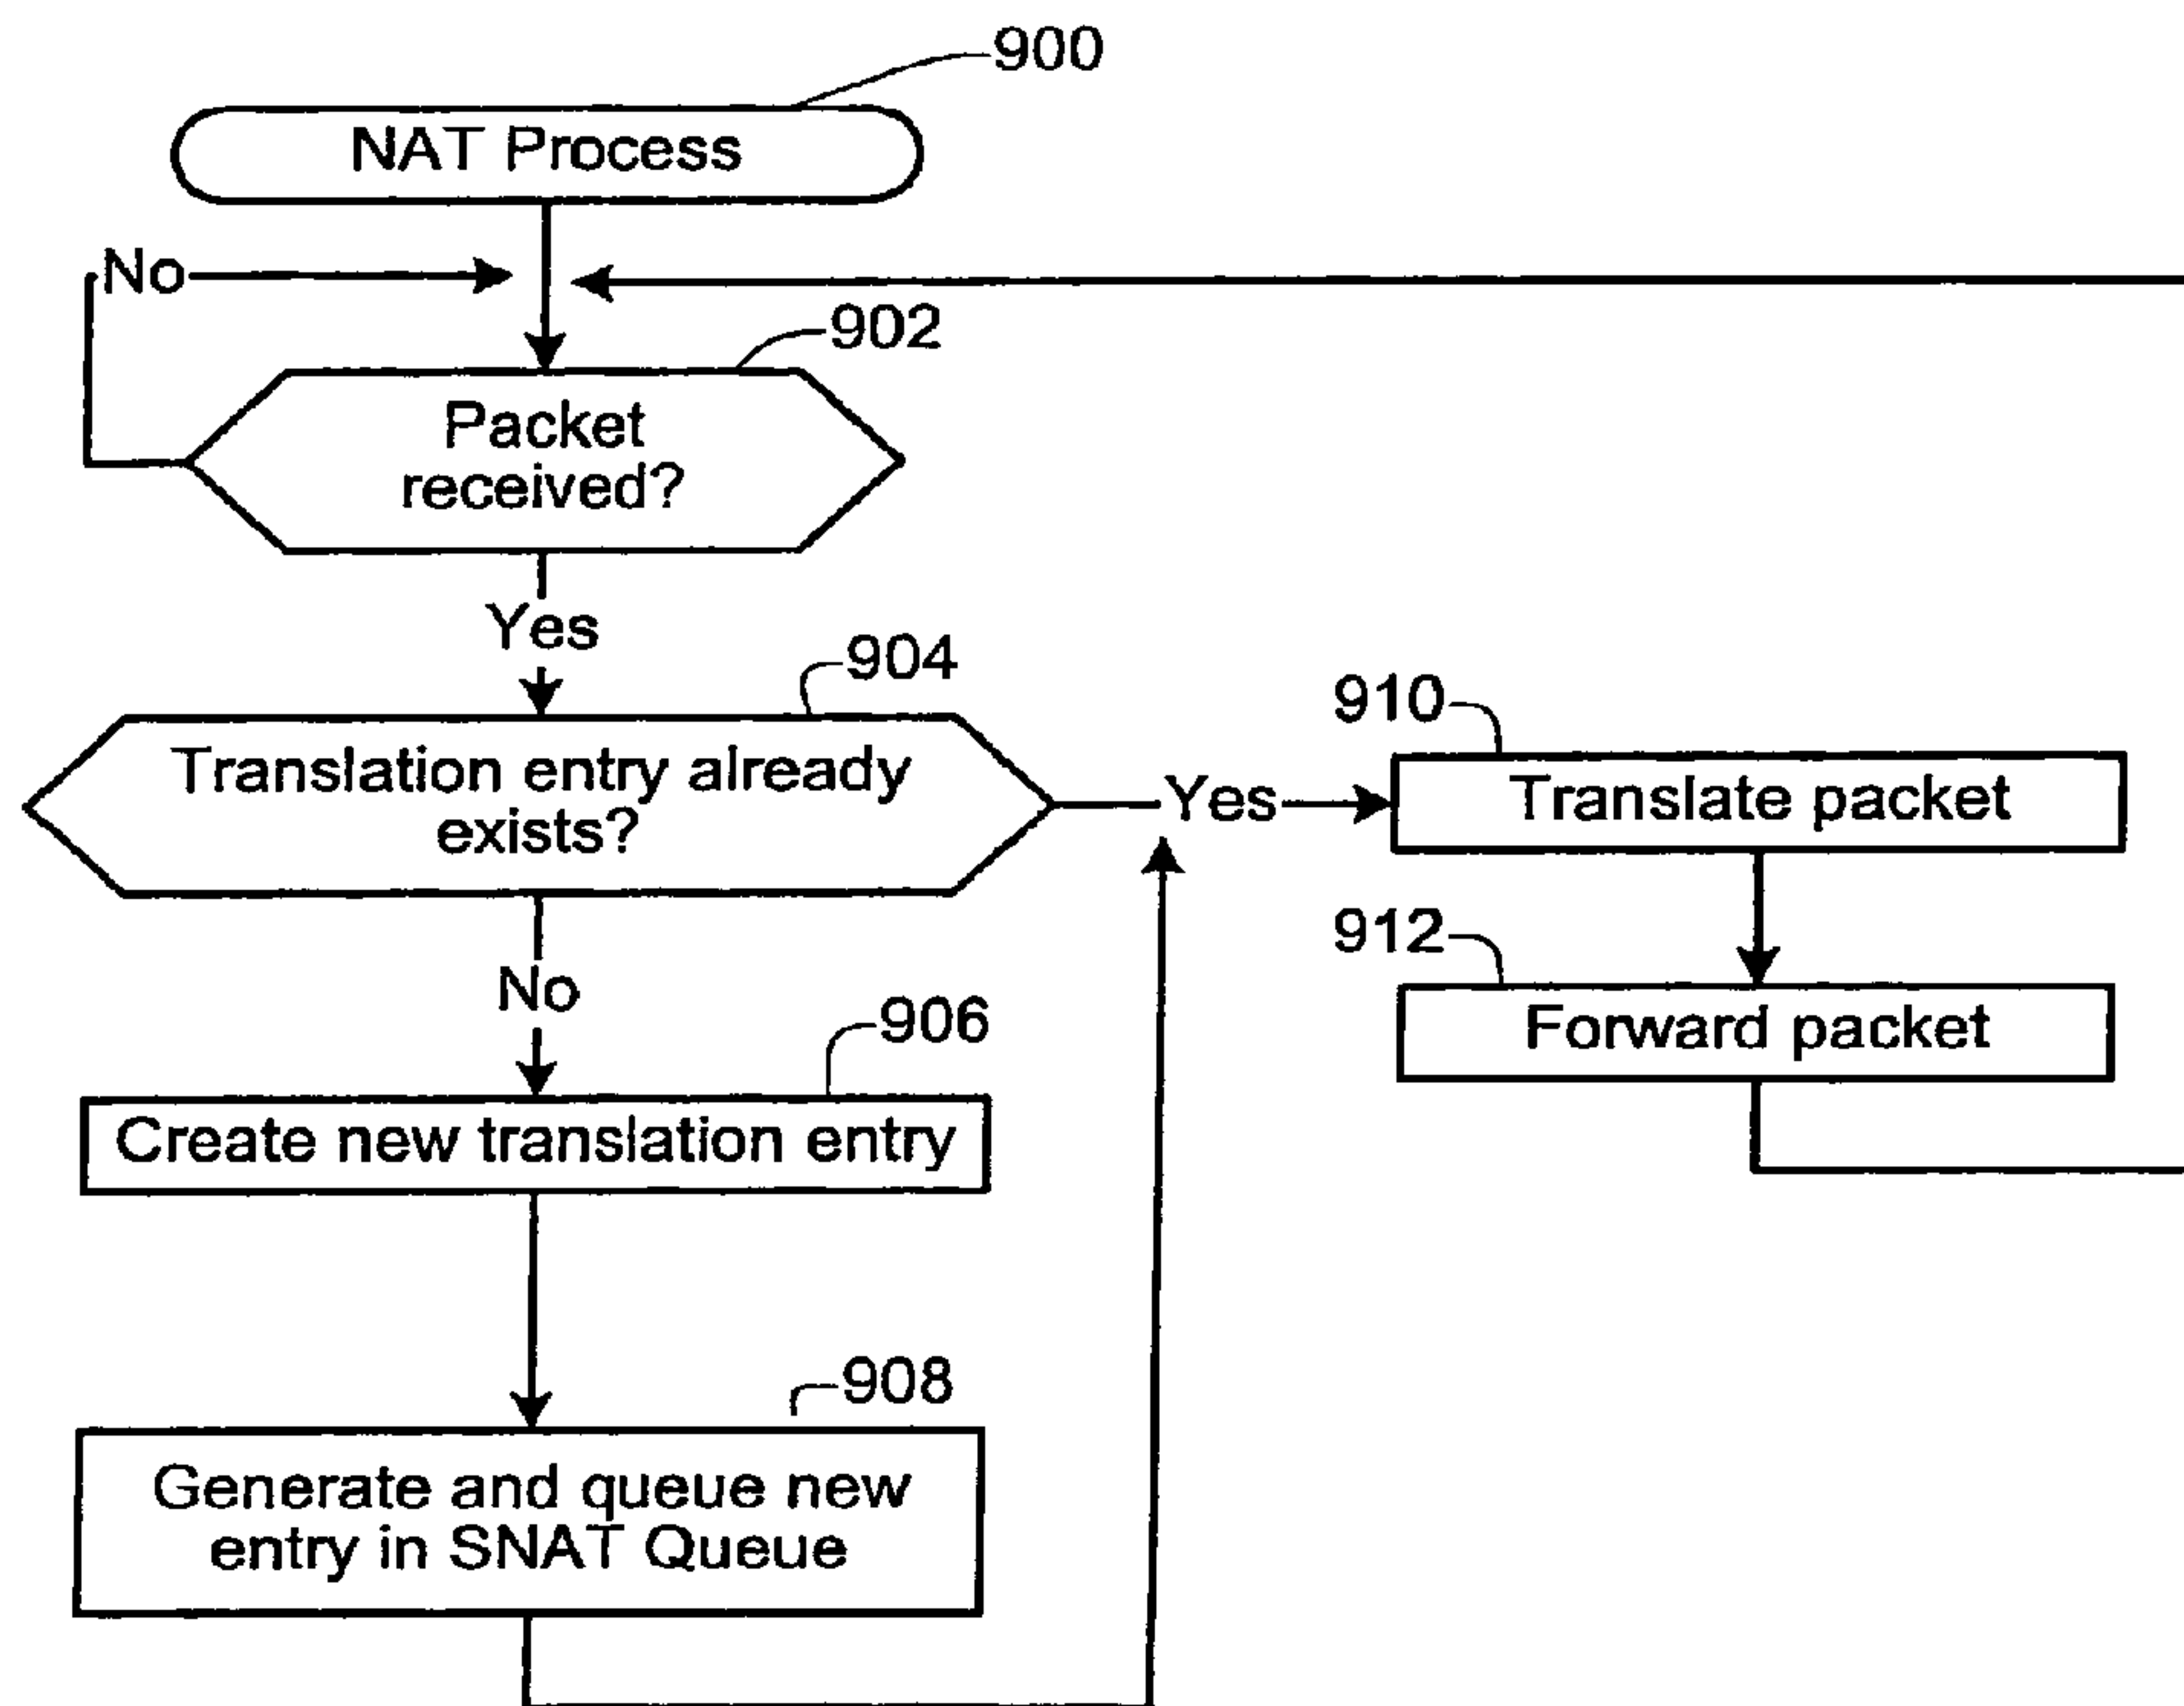 900
NAT Process
No
902
Packet
received?
Yes
904
Translation entry already
exists?
Yes
910
Translate packet
912
Forward packet
No
906
Create new translation entry
908
Generate and queue new
entry in SNAT Queue